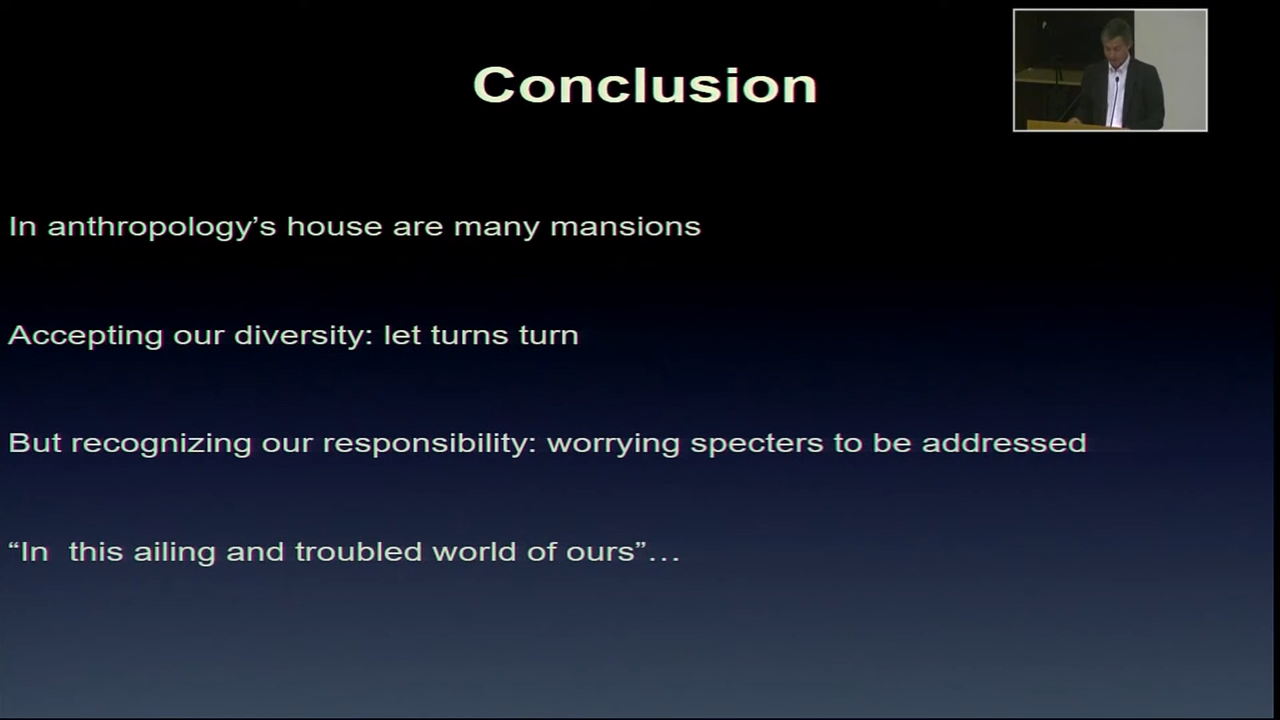 Conclusion
In anthropology’s house are many mansions
Accepting our diversity: let turns turn
But recognizing our responsibility: worrying specters to be addressed
“In  this ailing and troubled world of ours”…